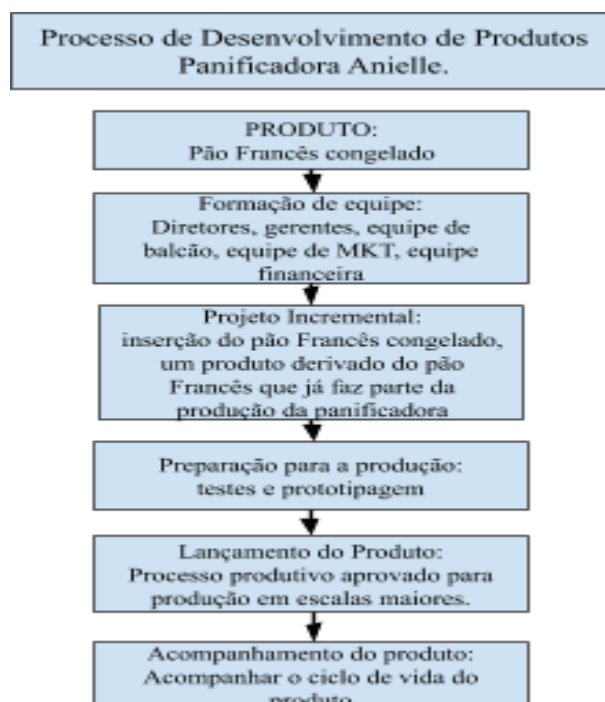 Processo de Desenvolvimento de Produtos
Panificadora Anielle.
PRODUTO:
Pão Francês congelado
Formação de equipe:
Diretores, gerentes, equipe de
balcão, equipe de MKT, equipe
financeira
Projeto Incremental:
inserção do pão Francês congelado,
um produto derivado do pão
Francês que já faz parte da
produção da panificadora
Preparação para a produção:
testes e prototipagem
Lançamento do Produto:
Processo produtivo aprovado para
produção em escalas maiores.
Acompanhamento do produto:
Acompanhar o ciclo de vida do
produto